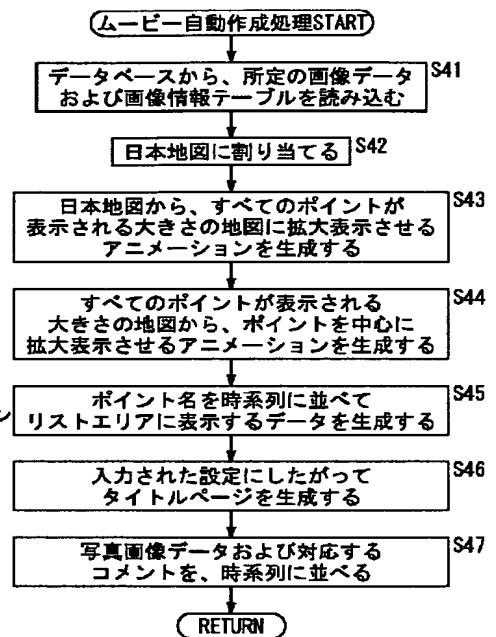 ムービー自動作成処理START
データベースから、所定の画像データ
および画像情報テーブルを読み込む
S41
日本地図に割り当てる
S42
日本地図から、すべてのポイントが
表示される大きさの地図に拡大表示させる
アニメーションを生成する
S43
すべてのポイントが表示される
大きさの地図から、ポイントを中心に
拡大表示させるアニメーションを生成する
S44
ポイント名を時系列に並べて
リストエリアに表示するデータを生成する
S45
ン
入力された設定にしたがって
タイトルページを生成する
S46
写真画像データおよび対応する
コメントを、時系列に並べる
S47
RETURN